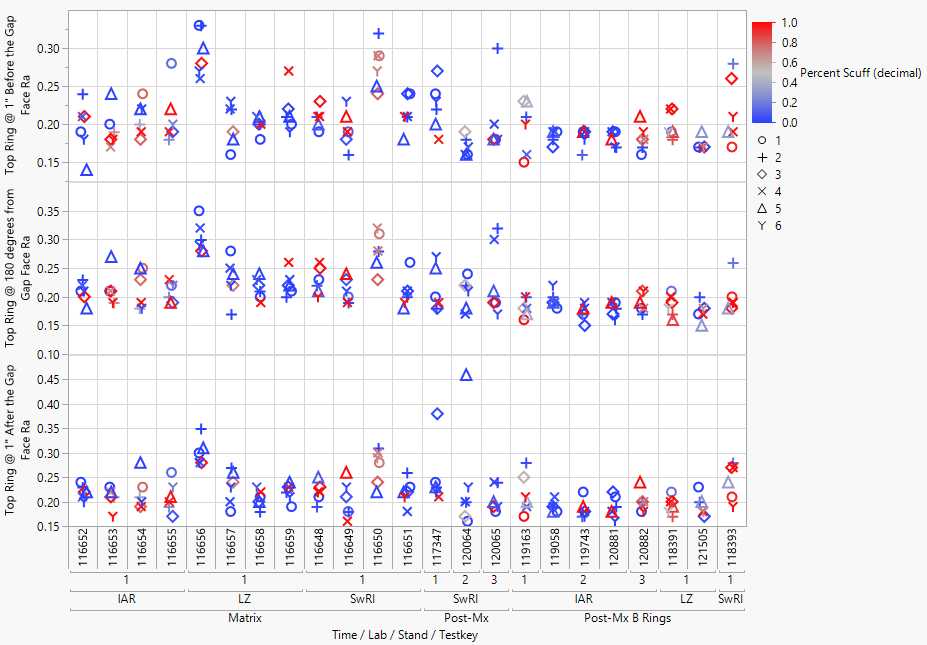 Top Ring @ 1" Before the Gap
Face Ra
0.30
0.25
0.20
0.15
Top Ring @ 180 degrees from
Gap Face Ra
0.35
0.30
0.25
0.20
0.15
0.10
Top Ring @ 1" After the Gap
Face Ra
0.45
0.40
0.35
0.30
0.25
0.20
0.15
116652 116653 116654 116655 116656 116657 116658 116659 116648 116649 116650 116651 117347 120064 120065 119163 119058 119743 120881 120882 118391 121505 118393
1 1 1 1 2 3 1 2 3 1 1
IAR LZ SwRI SwRI IAR LZ SwRI
Matrix Post-Mx Post-Mx B Rings
Time / Lab / Stand / Testkey
1.0
0.8
0.6
0.4
0.2
0.0
Percent Scuff (decimal)
1
2
3
4
5
6